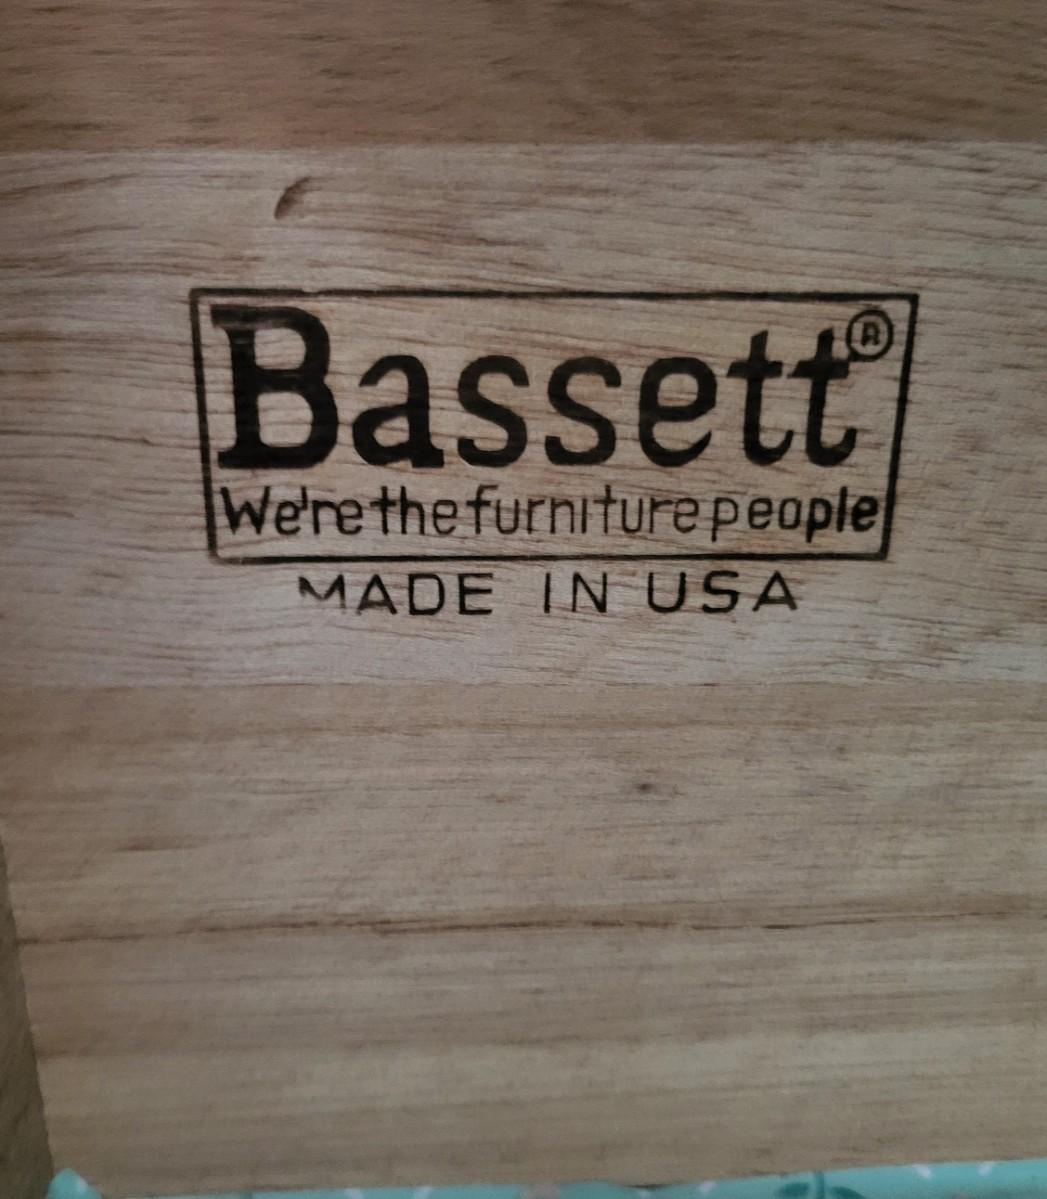 Bassett®
We're the furniture people
MADE IN USA